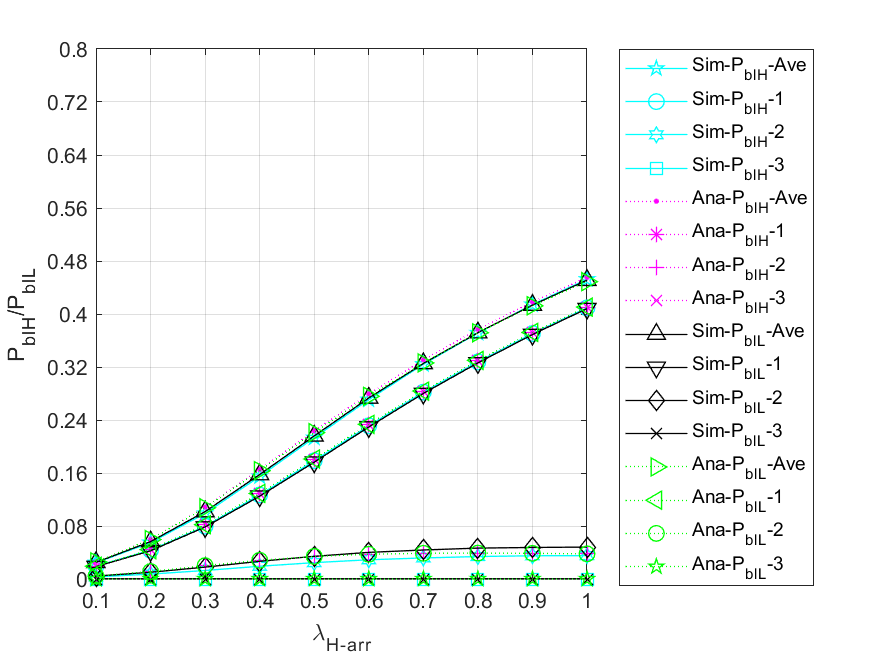 0.8
0.72
0.64
0.56
0.48
0.4
0.32
0.24
0.16
0.08
0
P_blH/P_blL
0.1 0.2 0.3 0.4 0.5 0.6 0.7 0.8 0.9 1
λ_H-arr
Sim-P_blH-Ave
Sim-P_blH-1
Sim-P_blH-2
Sim-P_blH-3
Ana-P_blH-Ave
Ana-P_blH-1
Ana-P_blH-2
Ana-P_blH-3
Sim-P_blL-Ave
Sim-P_blL-1
Sim-P_blL-2
Sim-P_blL-3
Ana-P_blL-Ave
Ana-P_blL-1
Ana-P_blL-2
Ana-P_blL-3